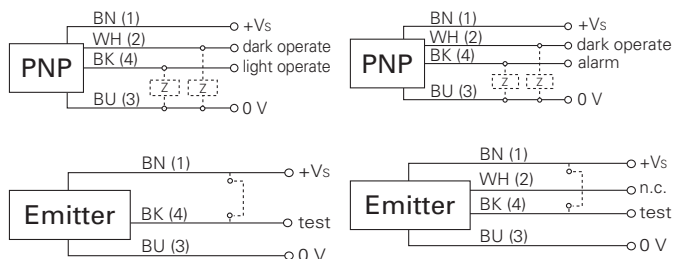 BN (1) +Vs
WH (2) dark operate
PNP BK (4) light operate
Z Z
BU (3) 0 V
BN (1) +Vs
WH (2) dark operate
PNP BK (4) alarm
Z Z
BU (3) 0 V
BN (1) +Vs
Emitter BK (4) test
BU (3) 0 V
BN (1) +Vs
WH (2) n.c.
Emitter BK (4) test
BU (3) 0 V